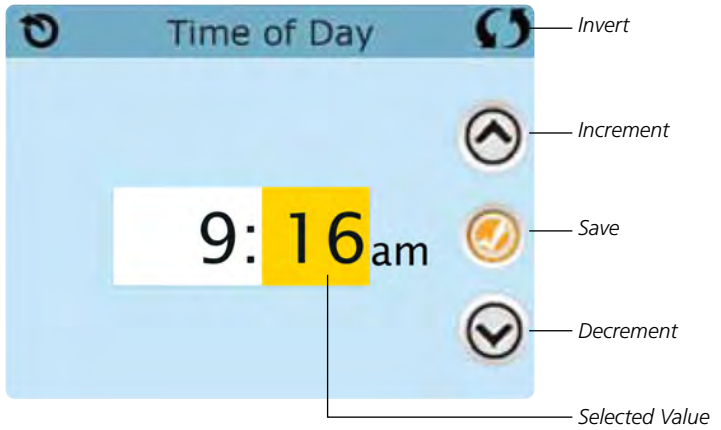 Time of Day
Invert
Increment
9:16am
Save
Decrement
Selected Value